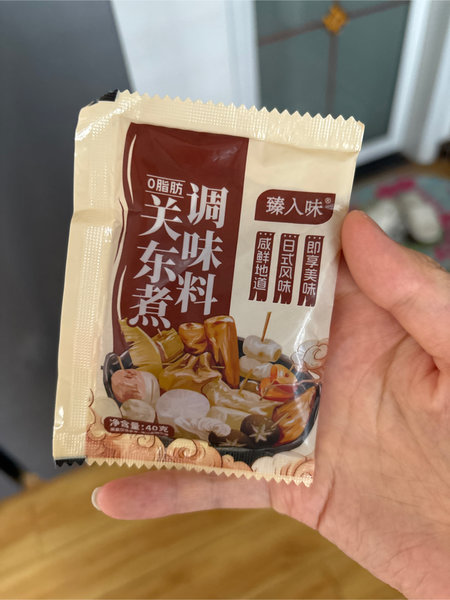 0脂肪
关东煮
调味料
臻入味®
即享美味
日式风味
咸鲜地道
净含量:40克